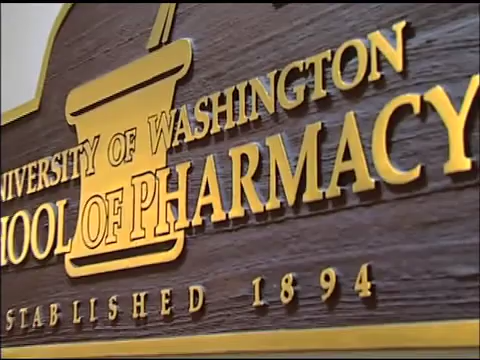 NIVERSITY OF WASHINGTON
HOOL OF PHARMACY
STABLISHED 1894